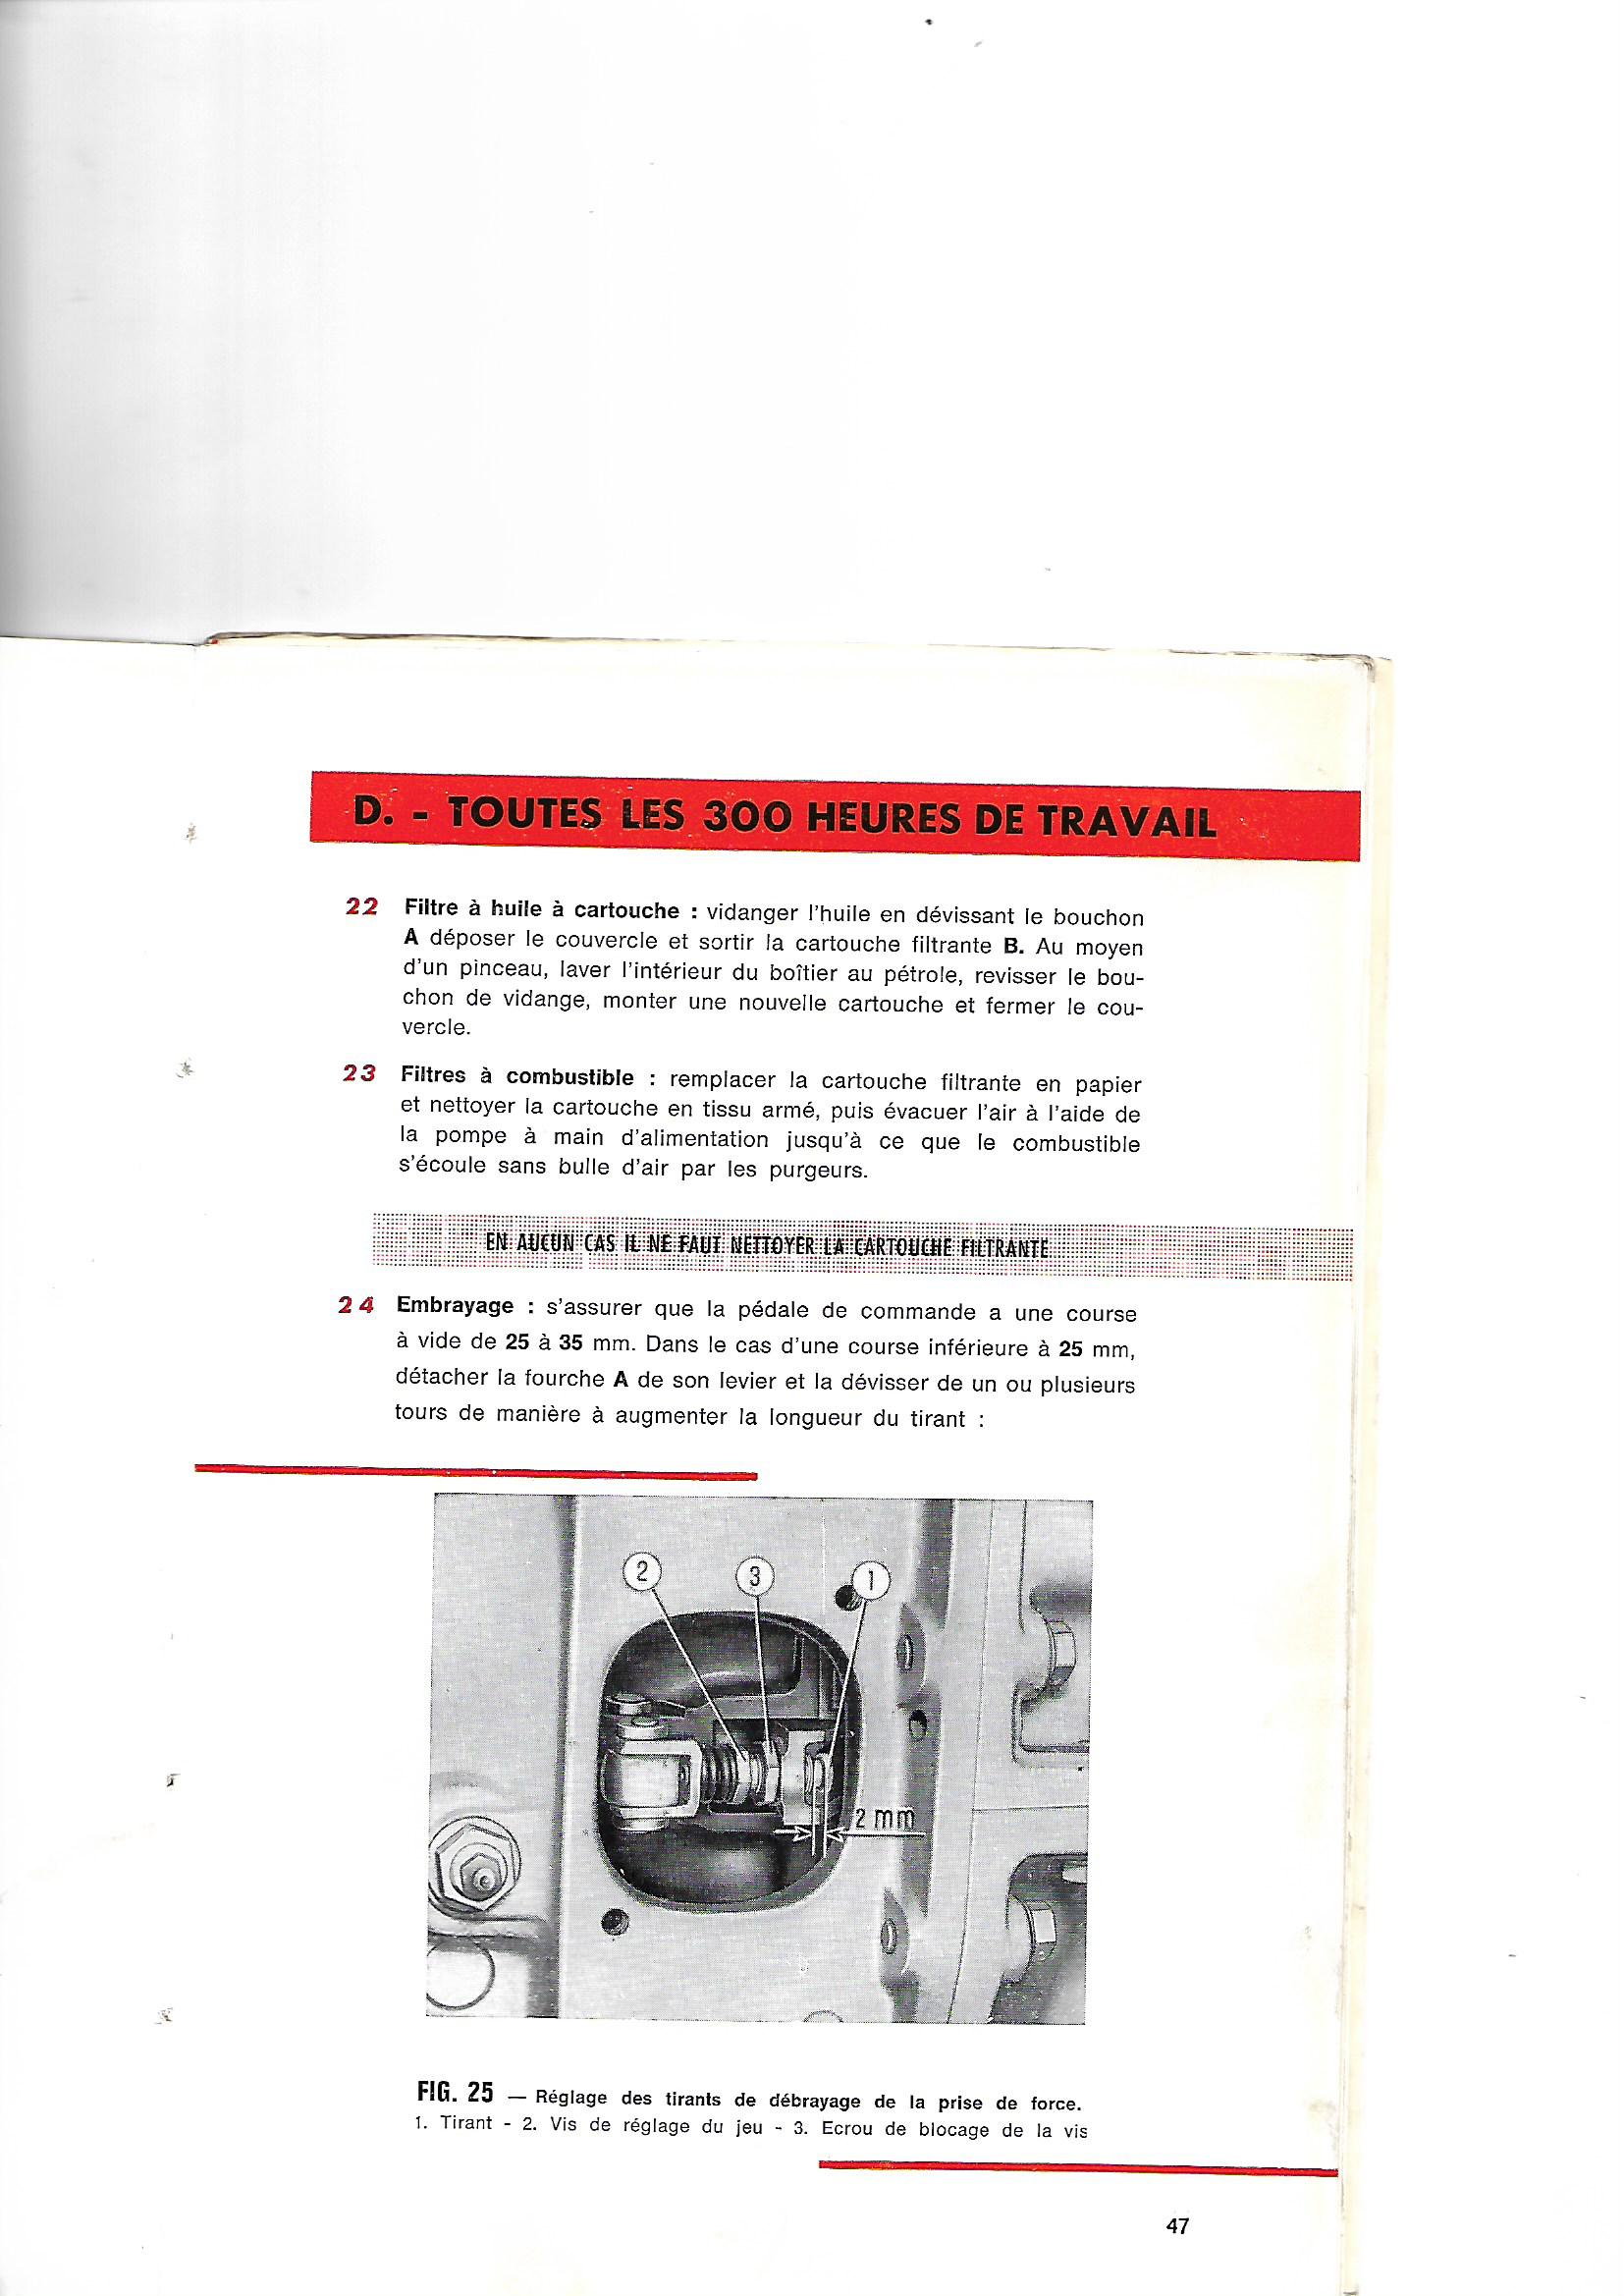 D. - TOUTES LES 300 HEURES DE TRAVAIL
22 Filtre à huile à cartouche : vidanger l'huile en dévissant le bouchon
A déposer le couvercle et sortir la cartouche filtrante B. Au moyen
d'un pinceau, laver l'intérieur du boîtier au pétrole, revisser le bou-
chon de vidange, monter une nouvelle cartouche et fermer le cou-
vercle.
23 Filtres à combustible : remplacer la cartouche filtrante en papier
et nettoyer la cartouche en tissu armé, puis évacuer l'air à l'aide de
la pompe à main d'alimentation jusqu'à ce que le combustible
s'écoule sans bulle d'air par les purgeurs.
EN AUCUN CAS IL NE FAUT NETTOYER LA CARTOUCHE FILTRANTE
24 Embrayage : s'assurer que la pédale de commande a une course
à vide de 25 à 35 mm. Dans le cas d'une course inférieure à 25 mm,
détacher la fourche A de son levier et la dévisser de un ou plusieurs
tours de manière à augmenter la longueur du tirant :
2 3 1
2 mm
FIG. 25 — Réglage des tirants de débrayage de la prise de force.
1. Tirant - 2. Vis de réglage du jeu - 3. Ecrou de blocage de la vis
47